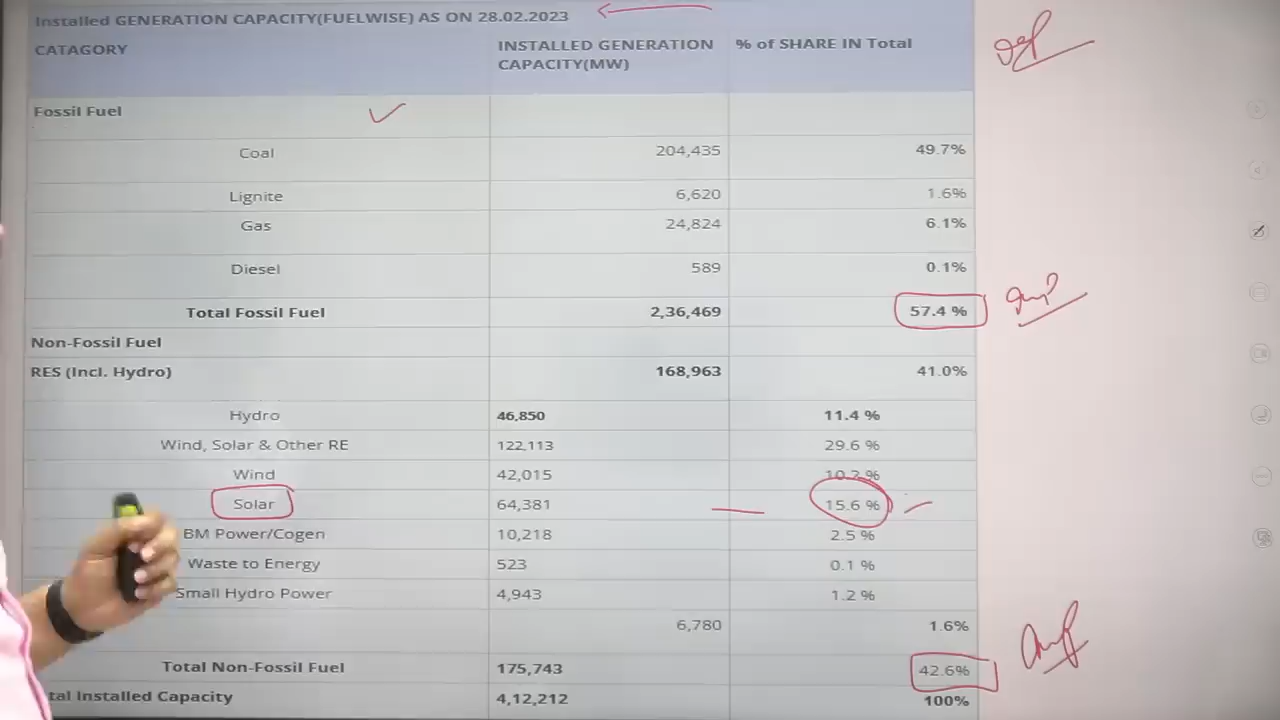 Installed GENERATION CAPACITY(FUELWISE) AS ON 28.02.2023
CATAGORY INSTALLED GENERATION CAPACITY(MW) % of SHARE IN Total
Fossil Fuel
Coal 204,435 49.7%
Lignite 6,620 1.6%
Gas 24,824 6.1%
Diesel 589 0.1%
Total Fossil Fuel 2,36,469 57.4 %
Non-Fossil Fuel
RES (Incl. Hydro) 168,963 41.0%
Hydro 46,850 11.4 %
Wind, Solar & Other RE 122,113 29.6 %
Wind 42,015 10.2 %
Solar 64,381 15.6 %
BM Power/Cogen 10,218 2.5 %
Waste to Energy 523 0.1 %
Small Hydro Power 4,943 1.2 %
6,780 1.6%
Total Non-Fossil Fuel 175,743 42.6%
Installed Capacity 4,12,212 100%